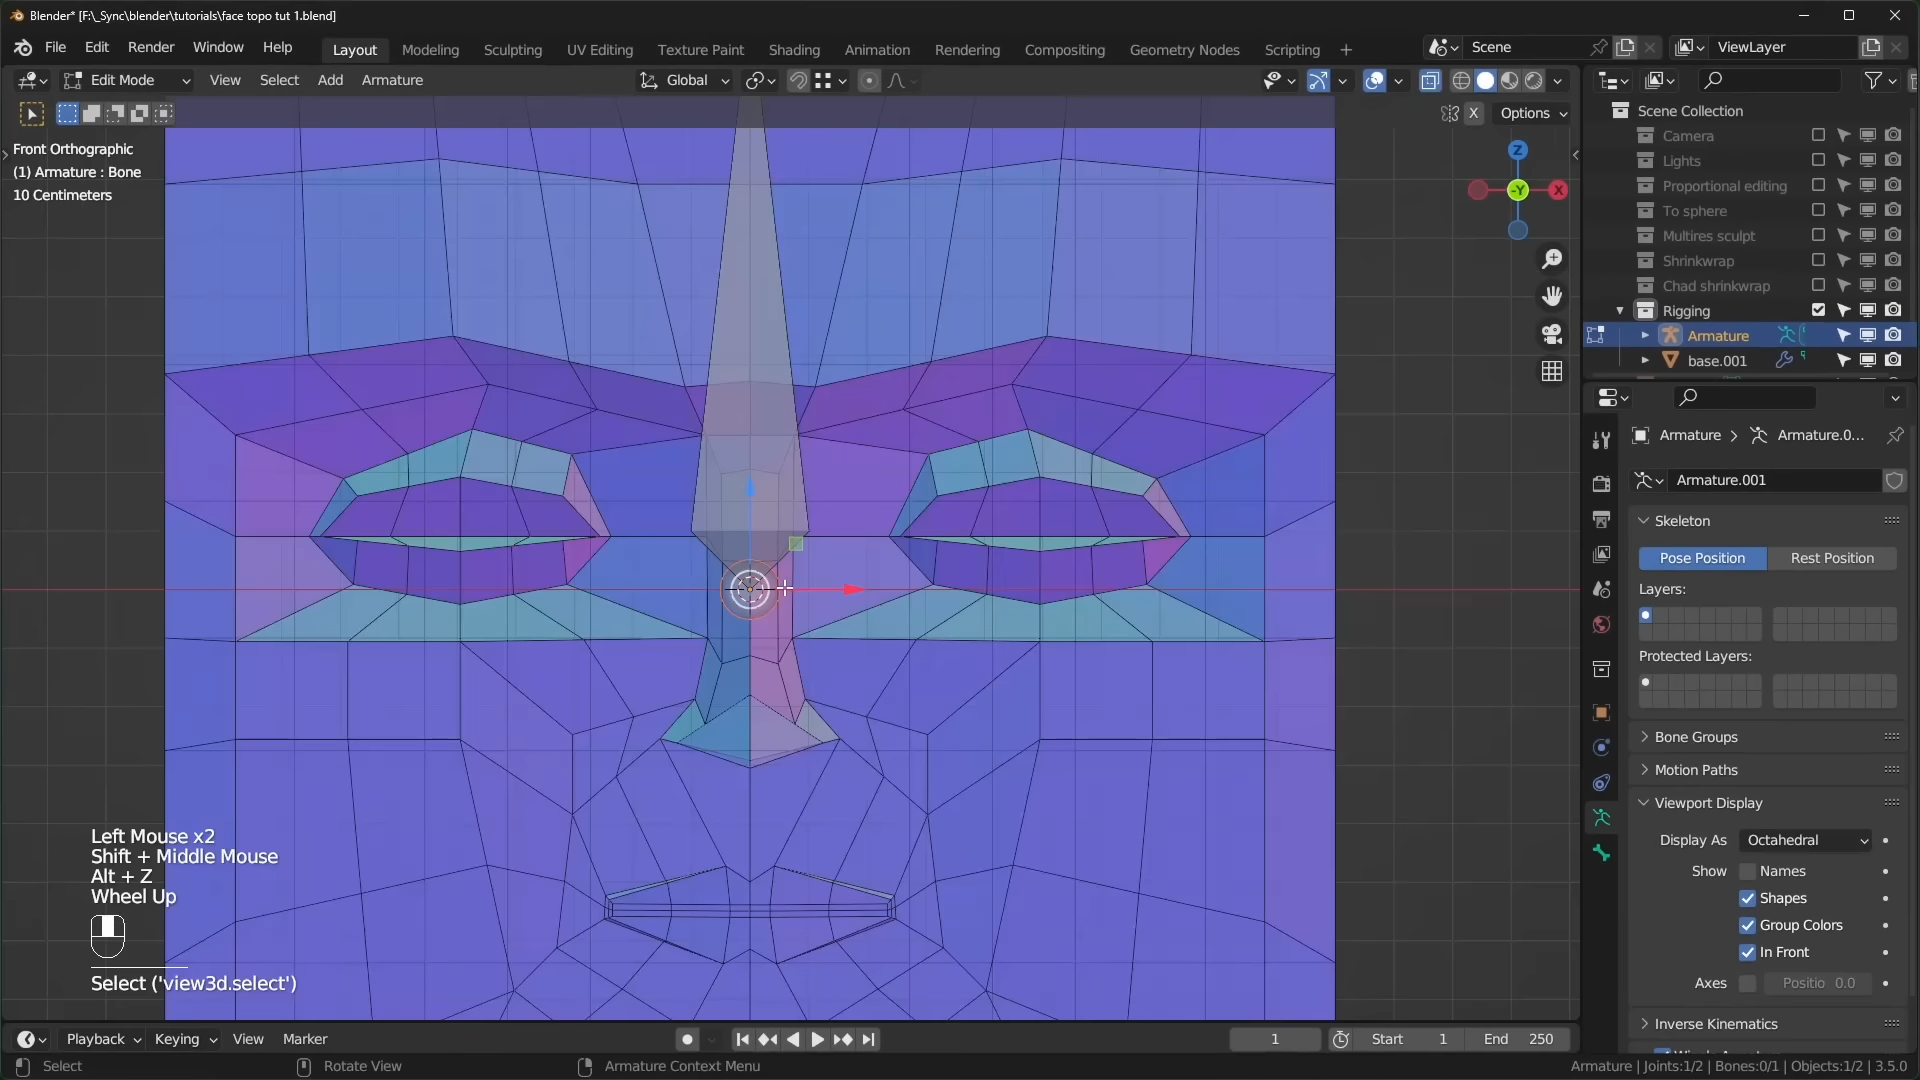 Blender* [F:\_Sync\blender\tutorials\face topo tut 1.blend]
File Edit Render Window Help
Layout Modeling Sculpting UV Editing Texture Paint Shading Animation Rendering Compositing Geometry Nodes Scripting +
Scene
ViewLayer
Edit Mode View Select Add Armature
Global
X Options
Front Orthographic
(1) Armature : Bone
10 Centimeters
Z
-Y
X
Scene Collection
Camera
Lights
Proportional editing
To sphere
Multires sculpt
Shrinkwrap
Chad shrinkwrap
Rigging
Armature
base.001
Armature > Armature.0...
Armature.001
Skeleton
Pose Position Rest Position
Layers:
Protected Layers:
Bone Groups
Motion Paths
Viewport Display
Display As Octahedral
Show Names
Shapes
Group Colors
In Front
Axes Positio 0.0
Inverse Kinematics
Left Mouse x2
Shift + Middle Mouse
Alt + Z
Wheel Up
Select ('view3d.select')
Playback Keying View Marker
1 Start 1 End 250
Select Rotate View Armature Context Menu
Armature | Joints:1/2 | Bones:0/1 | Objects:1/2 | 3.5.0